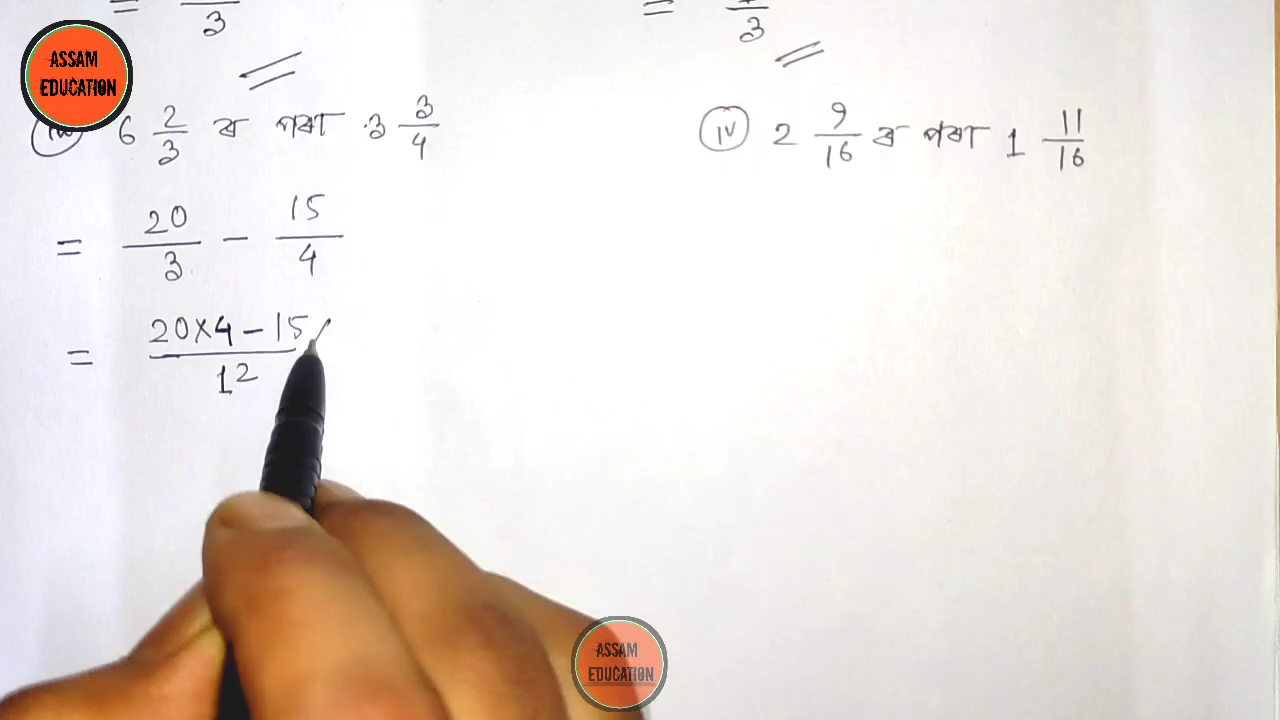 = 3
= 7/3
ASSAM
EDUCATION
6 2/3 ৰ পৰা 3 3/4
= 20/3 - 15/4
= 20×4-15/12
(iv) 2 9/16 ৰ পৰা 1 11/16
ASSAM
EDUCATION